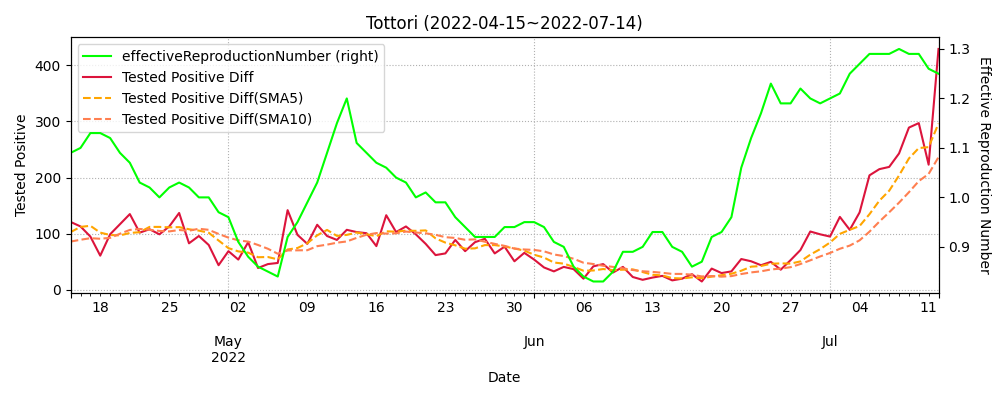 Tottori (2022-04-15~2022-07-14)
effectiveReproductionNumber (right)
Tested Positive Diff
Tested Positive Diff(SMA5)
Tested Positive Diff(SMA10)
Tested Positive
400
300
200
100
0
Effective Reproduction Number
1.3
1.2
1.1
1.0
0.9
18 25 02 09 16 23 30 06 13 20 27 04 11
May Jun Jul
2022
Date